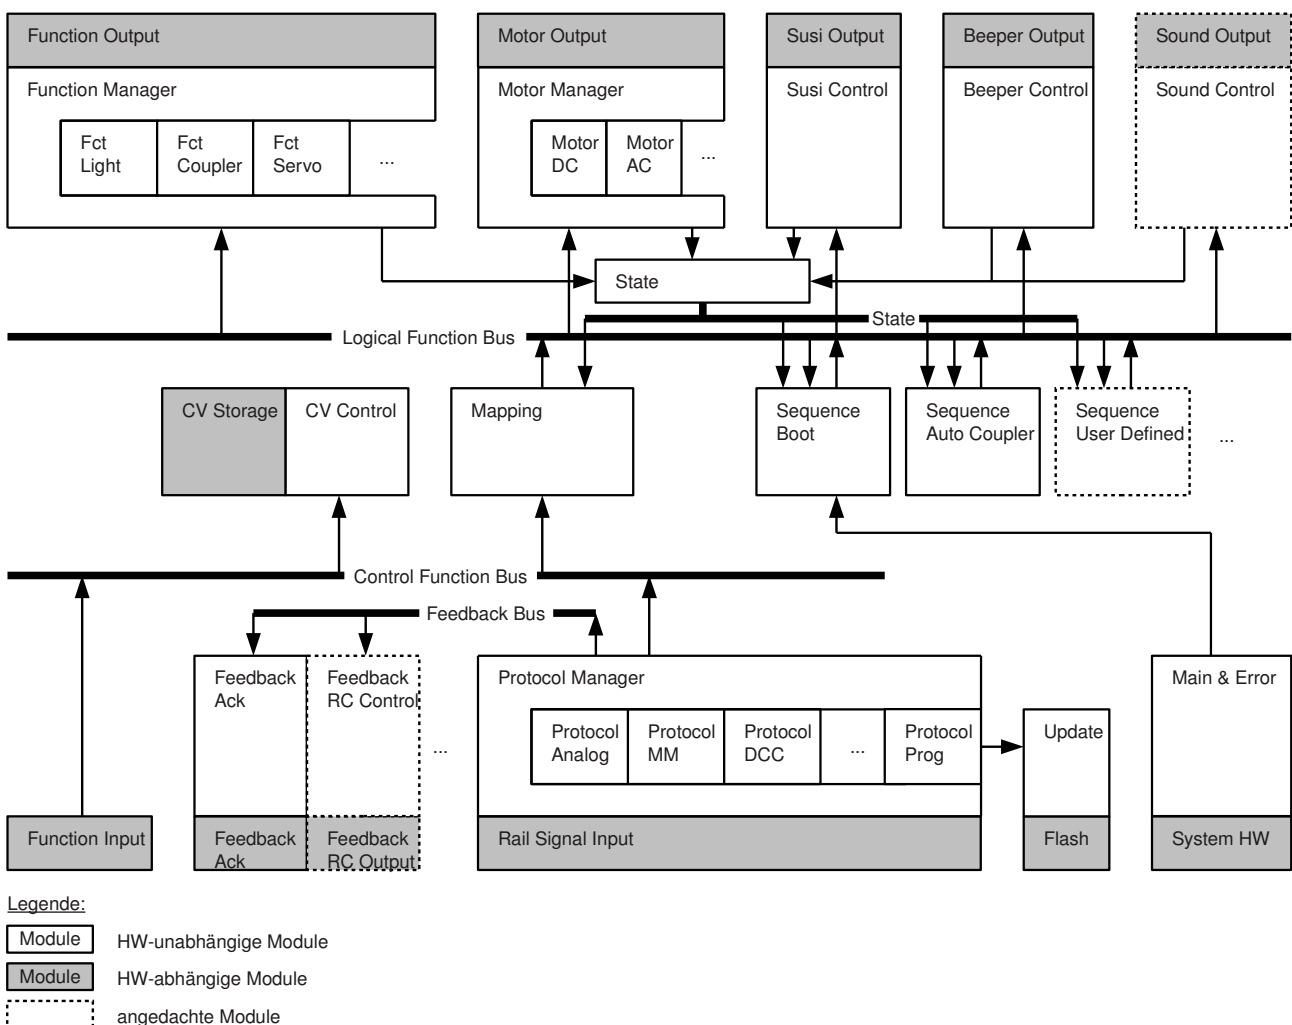 Function Output
Motor Output
Susi Output
Beeper Output
Sound Output
Function Manager
Motor Manager
Susi Control
Beeper Control
Sound Control
Fct
Light
Fct
Coupler
Fct
Servo
...
Motor
DC
Motor
AC
...
State
State
Logical Function Bus
CV Storage
CV Control
Mapping
Sequence
Boot
Sequence
Auto Coupler
Sequence
User Defined
...
Control Function Bus
Feedback Bus
Feedback
Ack
Feedback
RC Control
...
Protocol Manager
Protocol
Analog
Protocol
MM
Protocol
DCC
...
Protocol
Prog
Update
Main & Error
Function Input
Feedback
Ack
Feedback
RC Output
Rail Signal Input
Flash
System HW
Legende:
Module
HW-unabhängige Module
Module
HW-abhängige Module
angedachte Module